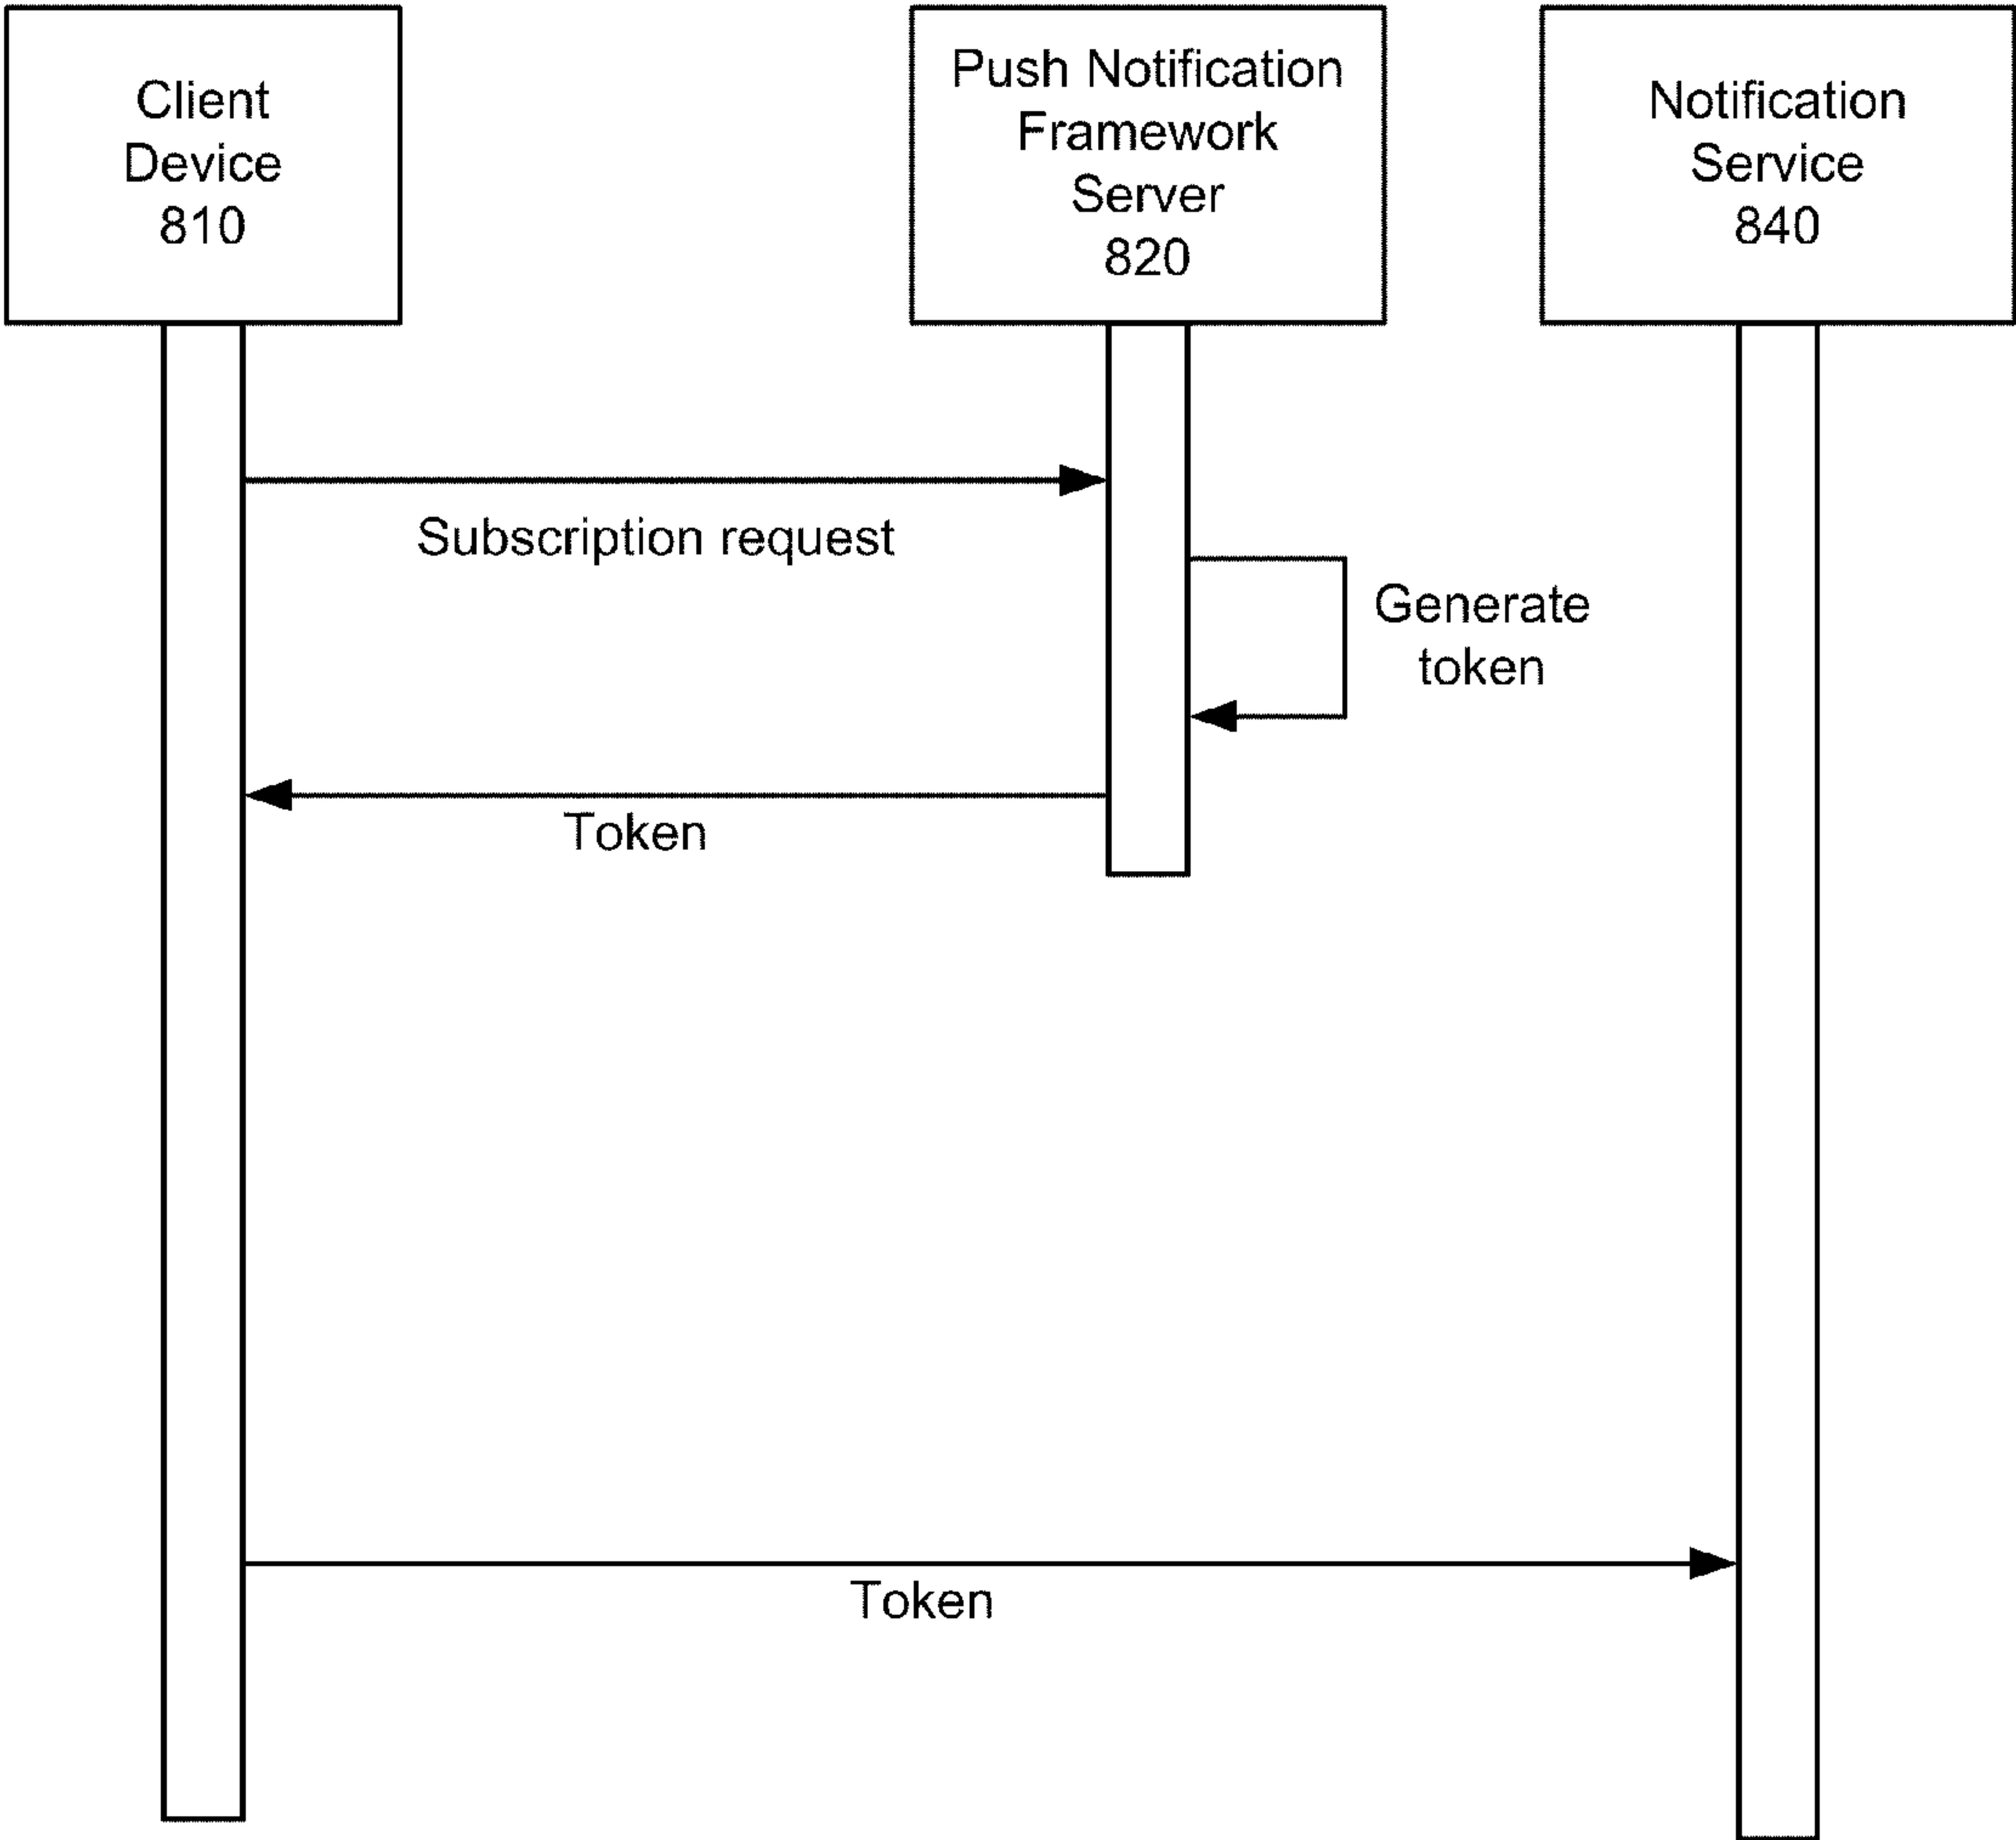 Client
Device
810
Push Notification
Framework
Server
820
Notification
Service
840
Subscription request
Generate
token
Token
Token